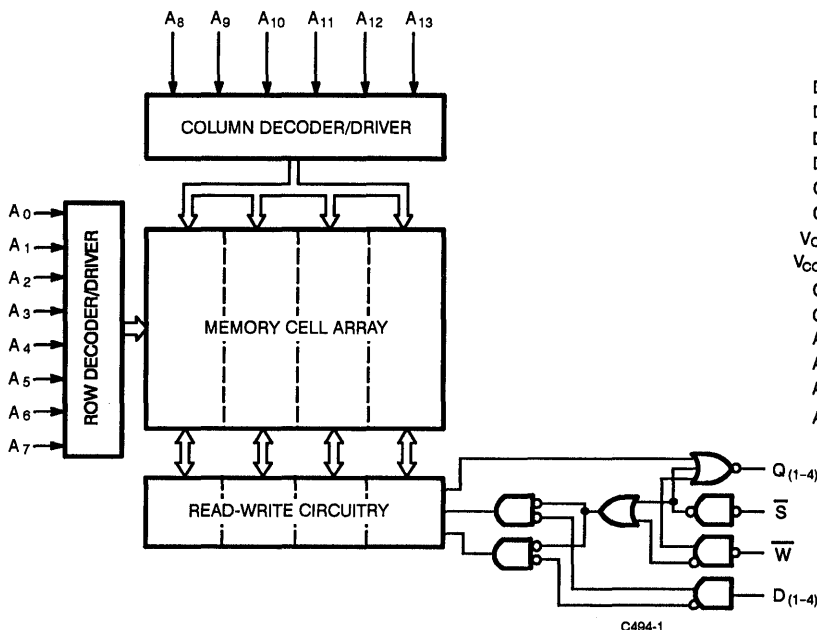 A8 A9 A10 A11 A12 A13
COLUMN DECODER/DRIVER
A0
A1
A2
A3
A4
A5
A6
A7
ROW DECODER/DRIVER
MEMORY CELL ARRAY
READ-WRITE CIRCUITRY
Q(1-4)
S̅
W̅
D(1-4)
C494-1